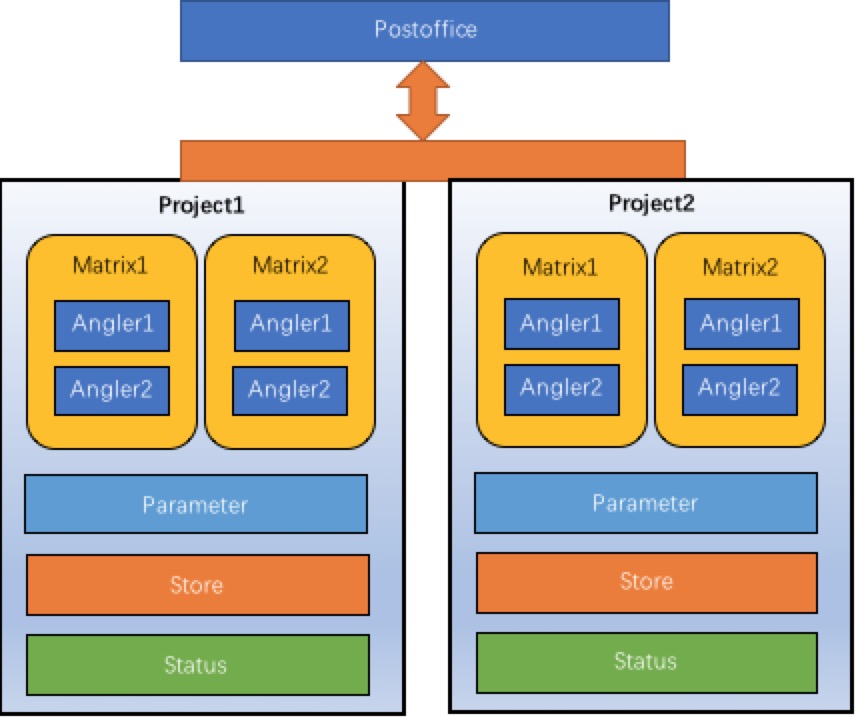 Postoffice
Project1
Matrix1
Matrix2
Angler1
Angler1
Angler2
Angler2
Parameter
Store
Status
Project2
Matrix1
Matrix2
Angler1
Angler1
Angler2
Angler2
Parameter
Store
Status